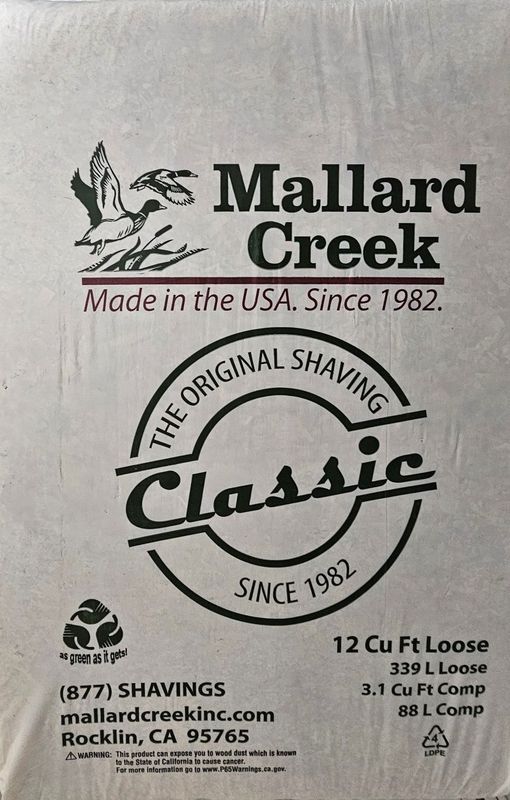 Mallard
Creek
Made in the USA. Since 1982.
THE ORIGINAL SHAVING
Classic
SINCE 1982
as green as it gets!
12 Cu Ft Loose
339 L Loose
3.1 Cu Ft Comp
88 L Comp
4
LDPE
(877) SHAVINGS
mallardcreekinc.com
Rocklin, CA 95765
WARNING: This product can expose you to wood dust which is known
to the State of California to cause cancer.
For more information go to www.P65Warnings.ca.gov.